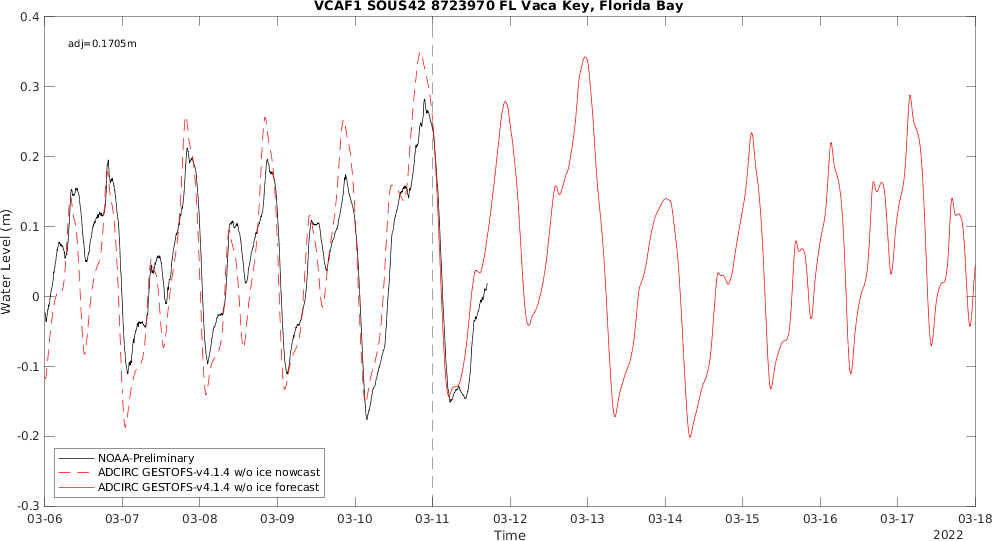 VCAF1 SOUS42 8723970 FL Vaca Key, Florida Bay
adj=0.1705m
0.4
0.3
0.2
0.1
0
-0.1
-0.2
-0.3
Water Level (m)
NOAA-Preliminary
ADCIRC GESTOFS-v4.1.4 w/o ice nowcast
ADCIRC GESTOFS-v4.1.4 w/o ice forecast
03-06 03-07 03-08 03-09 03-10 03-11 03-12 03-13 03-14 03-15 03-16 03-17 03-18
Time
2022